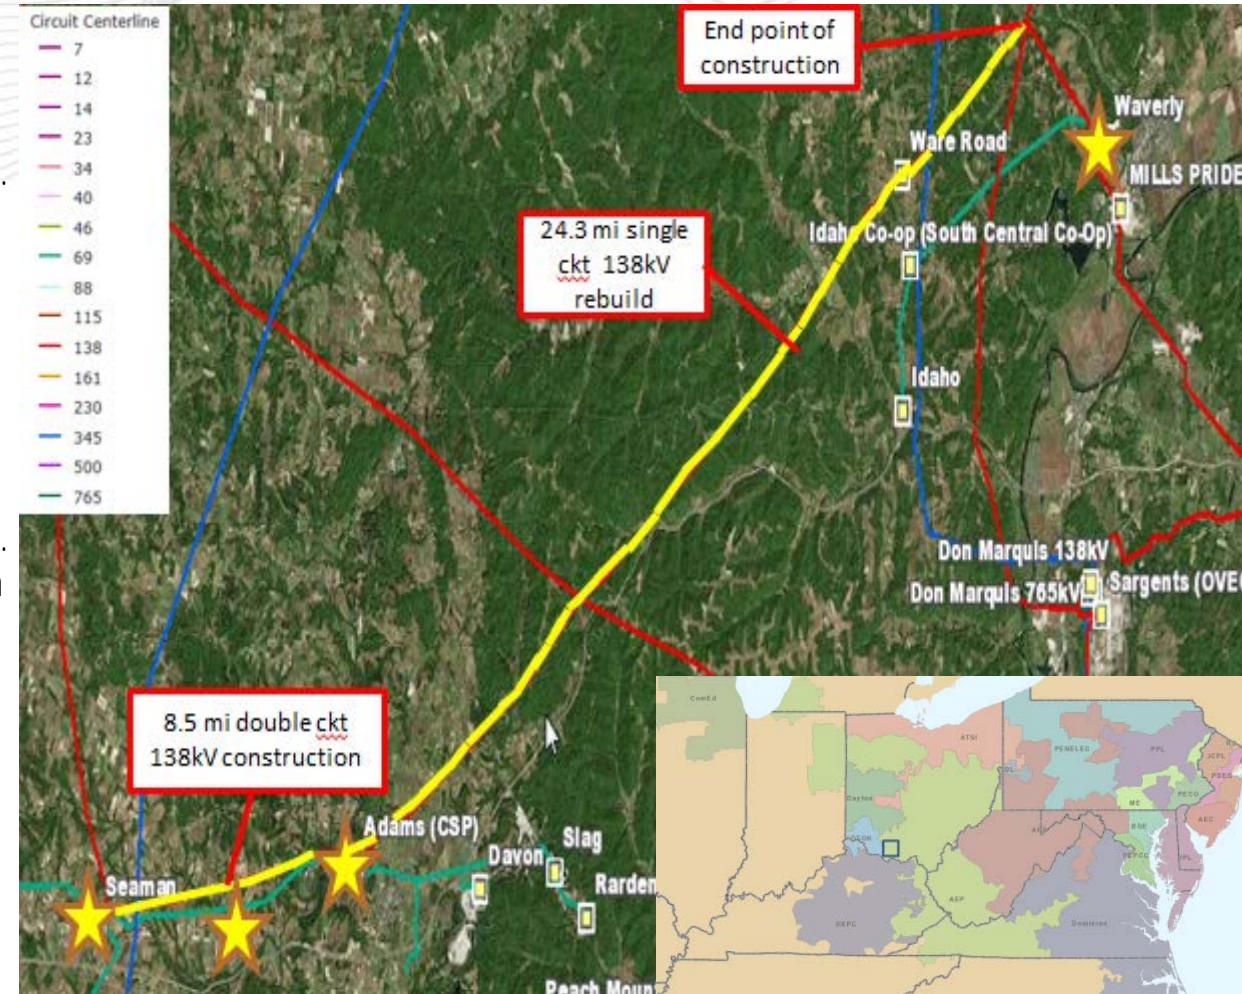 Circuit Centerline
7
12
14
23
34
40
46
69
88
115
138
161
230
345
500
765
End point of
construction
Waverly
Ware Road
MILLS PRIDE
24.3 mi single
ckt 138kV
rebuild
Idaho Co-op (South Central Co-Op)
Idaho
Don Marquis 138kV
Sargents (OVEC
Don Marquis 765kV
8.5 mi double ckt
138kV construction
Adams (CSP)
Slag
Davon
Seaman
Rarden
Peach Moun
ComEd
ATSI
PENELEC
PPL
JCPL
PSEG
Dayton
ME
PECO
AEC
BGE
AEP
Dominion